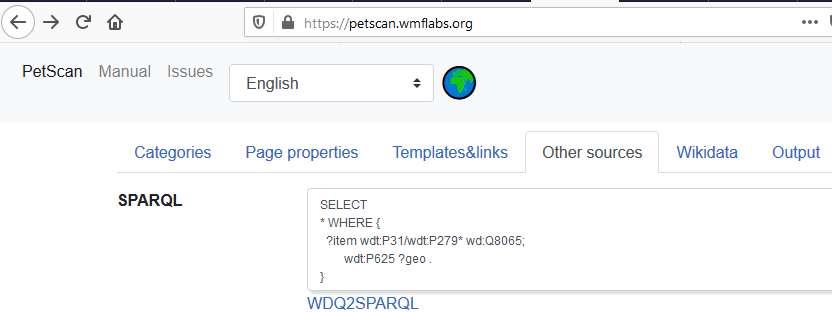 https://petscan.wmflabs.org
PetScan Manual Issues English
Categories Page properties Templates&links Other sources Wikidata Output
SPARQL
SELECT
* WHERE {
?item wdt:P31/wdt:P279* wd:Q8065;
wdt:P625 ?geo .
}
WDQ2SPARQL